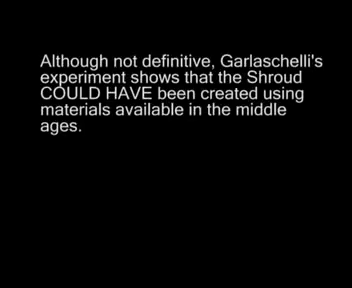 Although not definitive, Garlaschelli's
experiment shows that the Shroud
COULD HAVE been created using
materials available in the middle
ages.